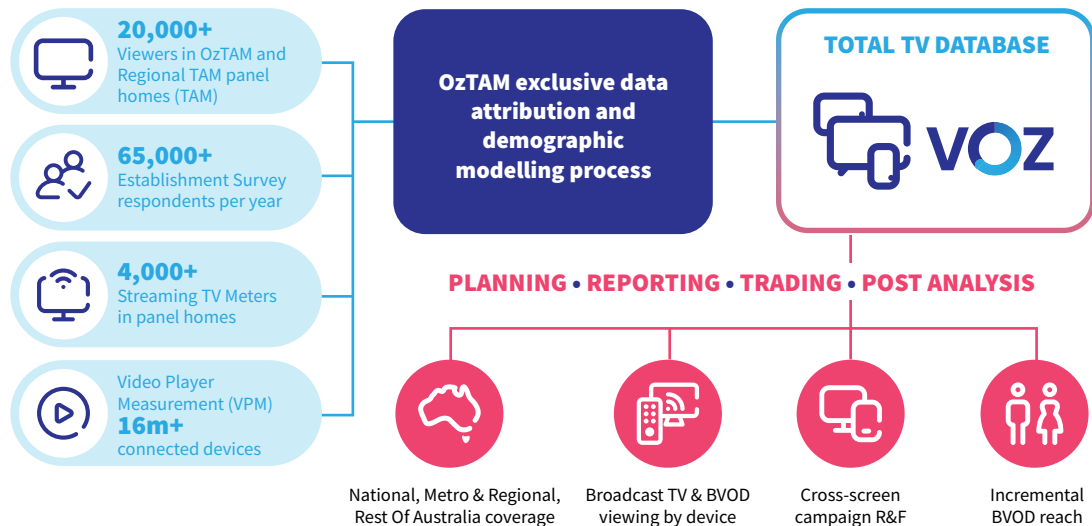 20,000+
Viewers in OzTAM and
Regional TAM panel
homes (TAM)
65,000+
Establishment Survey
respondents per year
4,000+
Streaming TV Meters
in panel homes
Video Player
Measurement (VPM)
16m+
connected devices
OzTAM exclusive data
attribution and
demographic
modelling process
TOTAL TV DATABASE
VOZ
PLANNING • REPORTING • TRADING • POST ANALYSIS
National, Metro & Regional,
Rest Of Australia coverage
Broadcast TV & BVOD
viewing by device
Cross-screen
campaign R&F
Incremental
BVOD reach